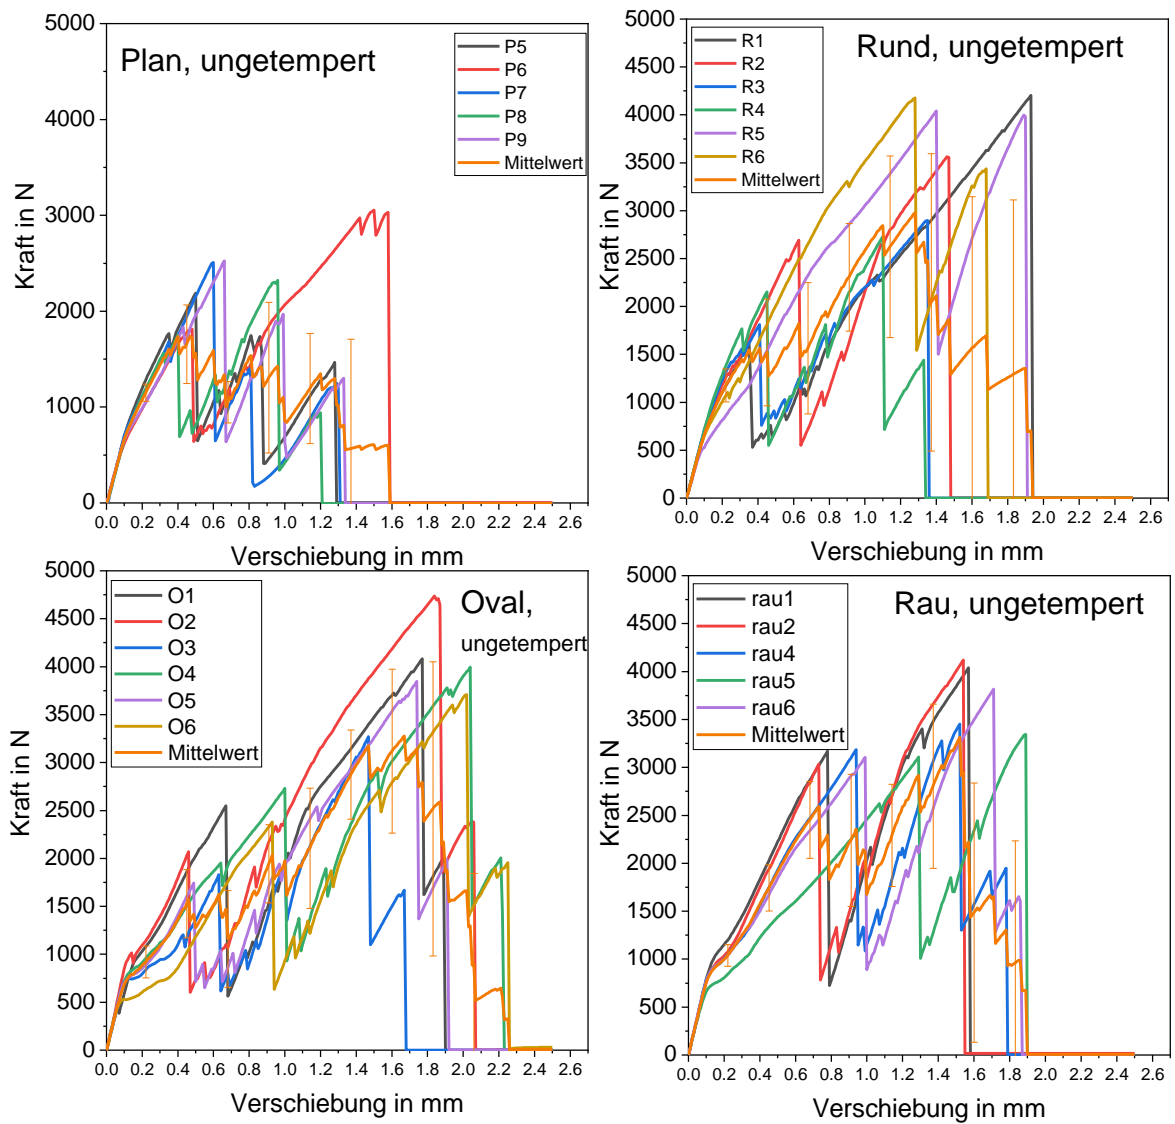 Plan, ungetempert
P5
P6
P7
P8
P9
Mittelwert
Kraft in N
5000
4000
3000
2000
1000
0
0.0 0.2 0.4 0.6 0.8 1.0 1.2 1.4 1.6 1.8 2.0 2.2 2.4 2.6
Verschiebung in mm
Rund, ungetempert
R1
R2
R3
R4
R5
R6
Mittelwert
Kraft in N
5000
4500
4000
3500
3000
2500
2000
1500
1000
500
0
0.0 0.2 0.4 0.6 0.8 1.0 1.2 1.4 1.6 1.8 2.0 2.2 2.4 2.6
Verschiebung in mm
Oval,
ungetempert
O1
O2
O3
O4
O5
O6
Mittelwert
Kraft in N
5000
4500
4000
3500
3000
2500
2000
1500
1000
500
0
0.0 0.2 0.4 0.6 0.8 1.0 1.2 1.4 1.6 1.8 2.0 2.2 2.4 2.6
Verschiebung in mm
Rau, ungetempert
rau1
rau2
rau4
rau5
rau6
Mittelwert
Kraft in N
5000
4500
4000
3500
3000
2500
2000
1500
1000
500
0
0.0 0.2 0.4 0.6 0.8 1.0 1.2 1.4 1.6 1.8 2.0 2.2 2.4 2.6
Verschiebung in mm